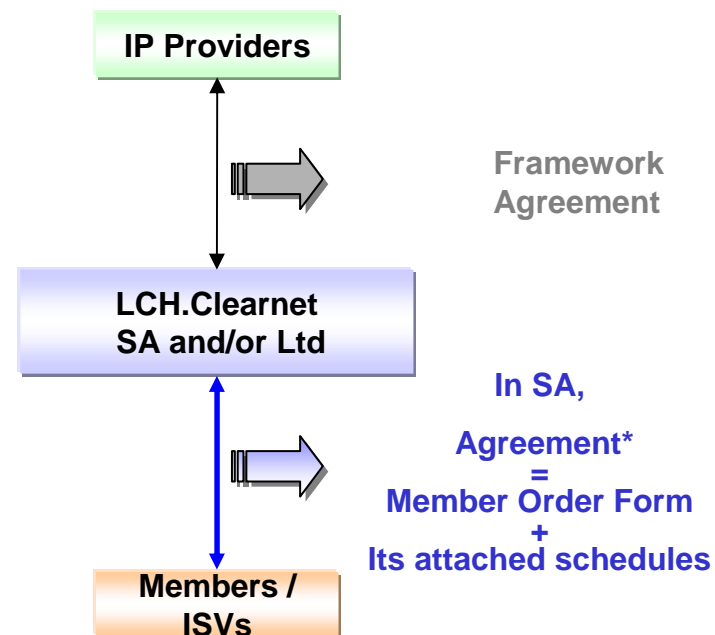 IP Providers
Framework
Agreement
LCH.Clearnet
SA and/or Ltd
In SA,
Agreement*
=
Member Order Form
+
Its attached schedules
Members /
ISVs